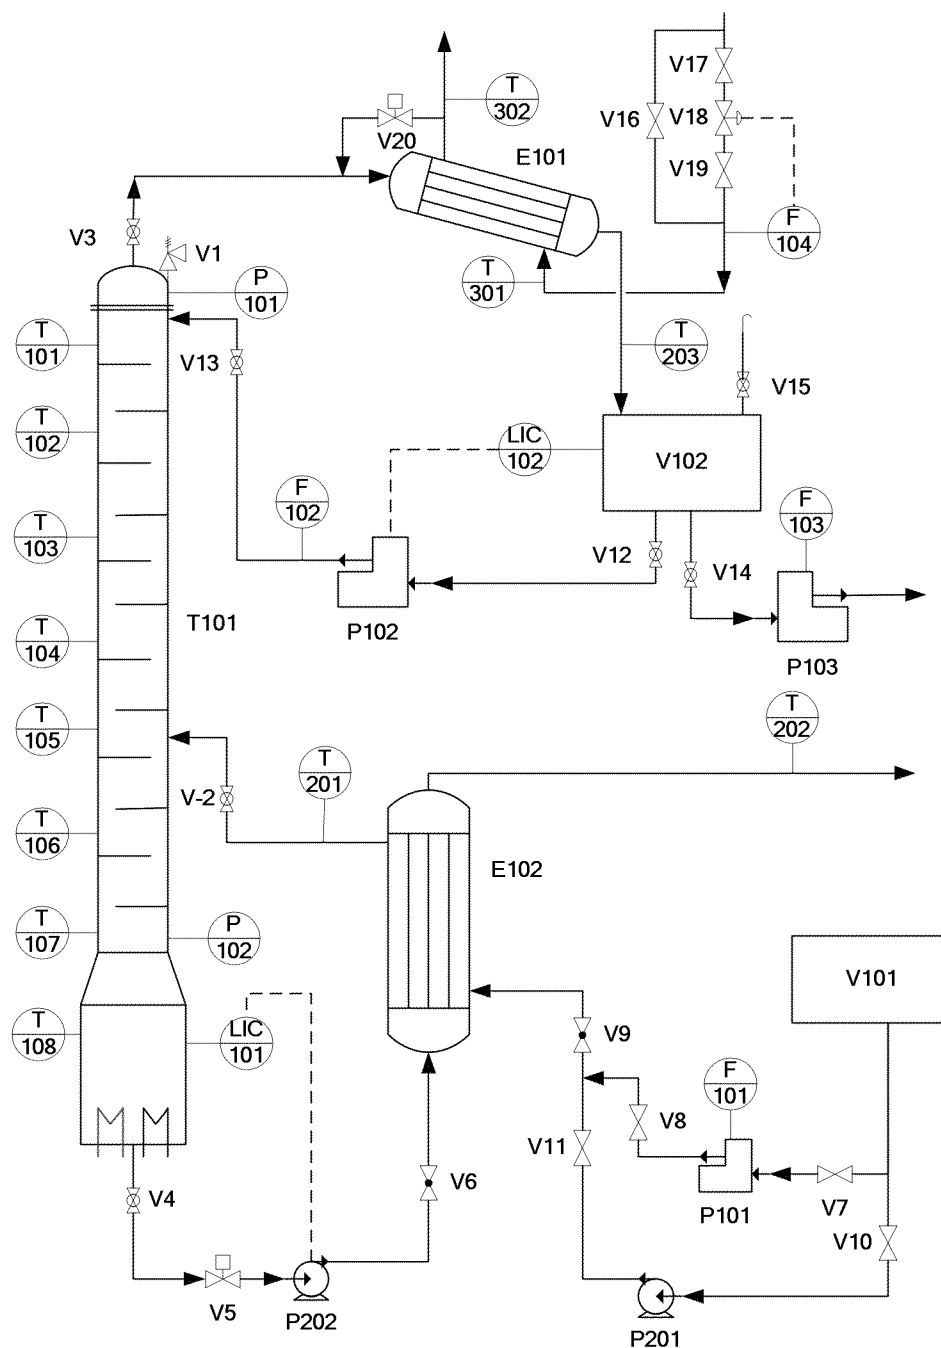 T
302
V20
E101
V16
V17
V18
V19
F
104
V3
V1
P
101
T
301
T
101
V13
T
203
V15
T
102
LIC
102
V102
F
102
F
103
T
103
V12
V14
T101
P102
T
104
P103
T
105
T
202
T
201
V-2
T
106
E102
T
107
P
102
V101
T
108
LIC
101
V9
F
101
V8
V11
V4
V6
V7
P101
V10
V5
P202
P201